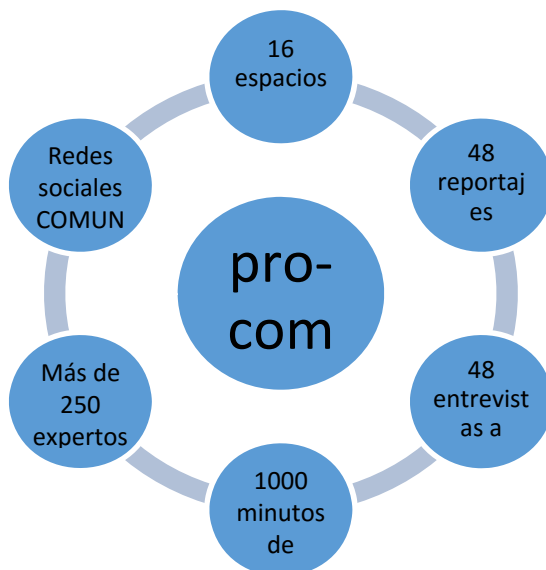 16
espacios
48
reportaj
es
48
entrevist
as a
1000
minutos
de
Más de
250
expertos
Redes
sociales
COMUN
pro-
com